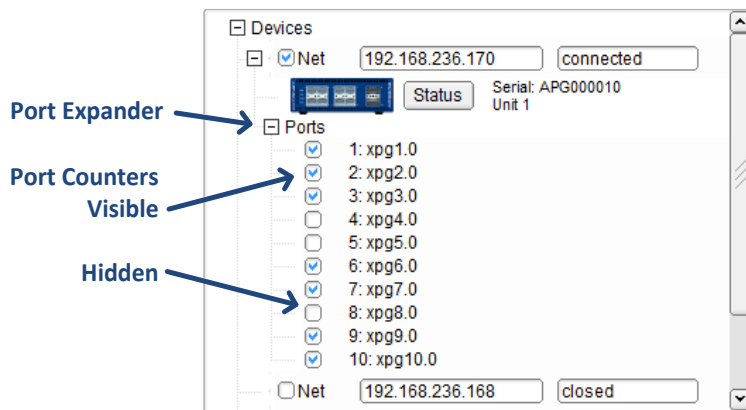 Devices
Net 192.168.236.170 connected
Status Serial: APG000010
Unit 1
Port Expander
Ports
1: xpg1.0
Port Counters
Visible
2: xpg2.0
3: xpg3.0
4: xpg4.0
5: xpg5.0
Hidden
6: xpg6.0
7: xpg7.0
8: xpg8.0
9: xpg9.0
10: xpg10.0
Net 192.168.236.168 closed